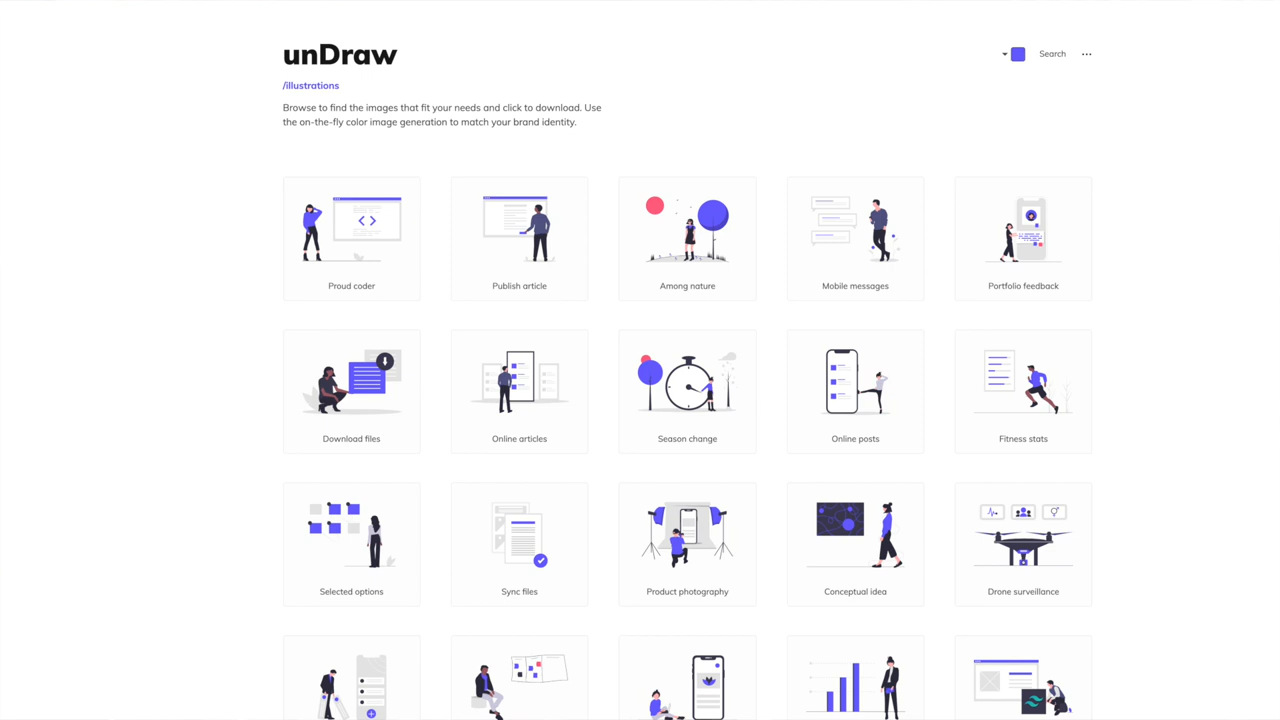 unDraw
Search
/illustrations
Browse to find the images that fit your needs and click to download. Use
the on-the-fly color image generation to match your brand identity.
Proud coder
Publish article
Among nature
Mobile messages
Portfolio feedback
Download files
Online articles
Season change
Online posts
Fitness stats
Selected options
Sync files
Product photography
Conceptual idea
Drone surveillance